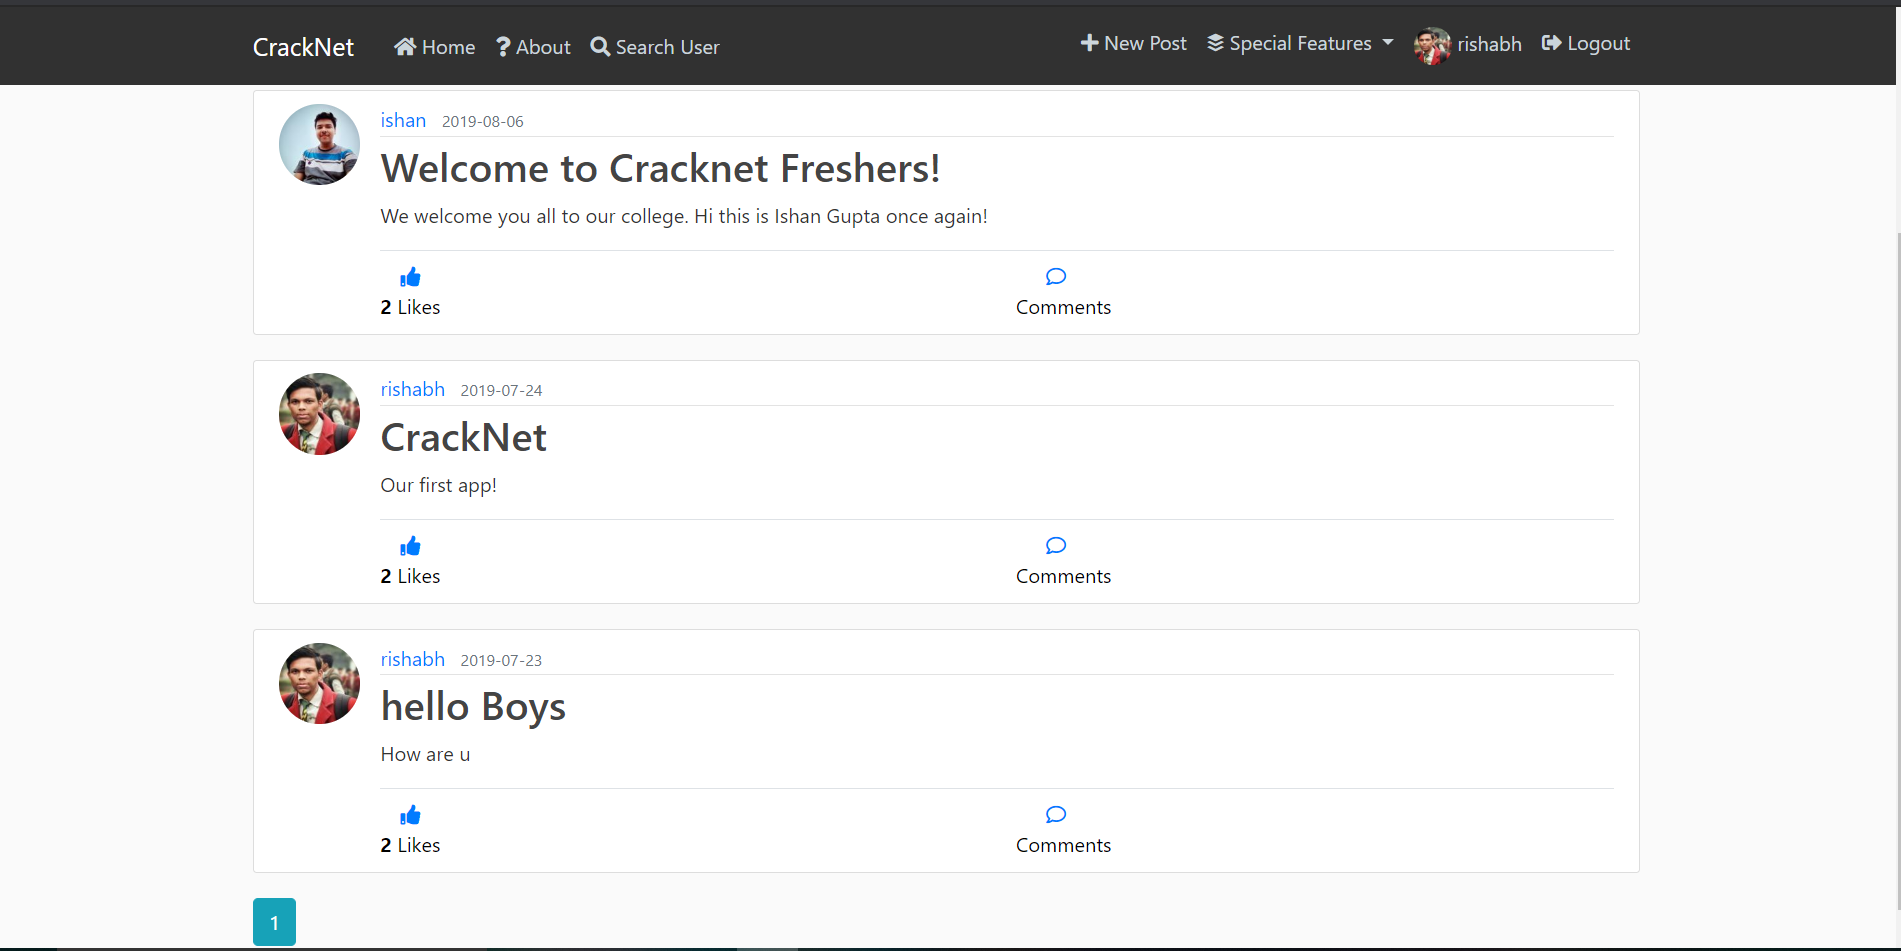 CrackNet Home About Search User New Post Special Features rishabh Logout
ishan 2019-08-06
Welcome to Cracknet Freshers!
We welcome you all to our college. Hi this is Ishan Gupta once again!
2 Likes Comments
rishabh 2019-07-24
CrackNet
Our first app!
2 Likes Comments
rishabh 2019-07-23
hello Boys
How are u
2 Likes Comments
1